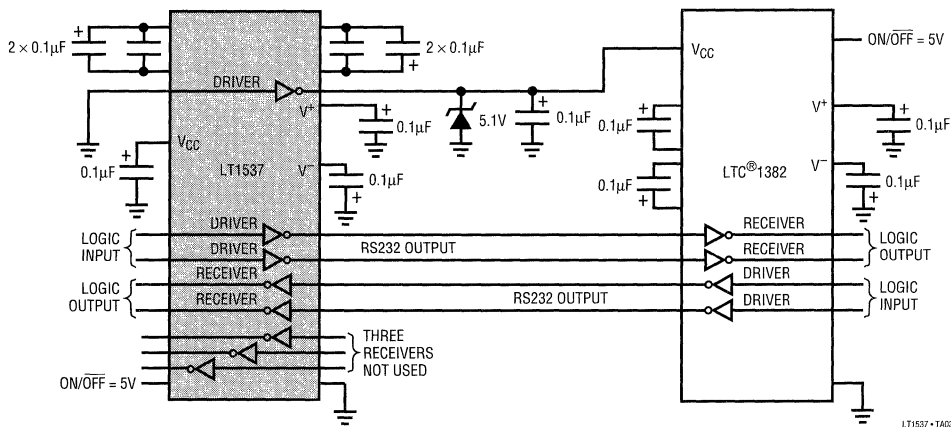 2 × 0.1µF
2 × 0.1µF
DRIVER
VCC
ON/OFF = 5V
V+
0.1µF
5.1V
0.1µF
0.1µF
V+
0.1µF
VCC
0.1µF
LT1537
V–
0.1µF
0.1µF
LTC®1382
V–
0.1µF
LOGIC
INPUT
DRIVER
DRIVER
RS232 OUTPUT
RECEIVER
RECEIVER
LOGIC
OUTPUT
LOGIC
OUTPUT
RECEIVER
RECEIVER
RS232 OUTPUT
DRIVER
DRIVER
LOGIC
INPUT
THREE
RECEIVERS
NOT USED
ON/OFF = 5V
LT1537 • TA02